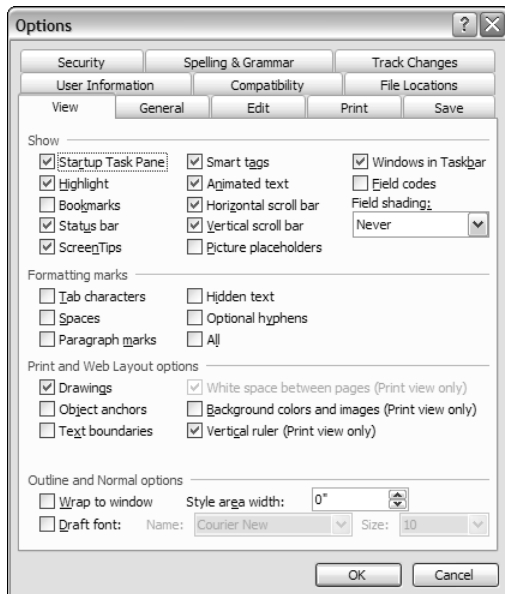 Options
Security Spelling & Grammar Track Changes
User Information Compatibility File Locations
View General Edit Print Save
Show
Startup Task Pane Smart tags Windows in Taskbar
Highlight Animated text Field codes
Bookmarks Horizontal scroll bar Field shading:
Status bar Vertical scroll bar Never
ScreenTips Picture placeholders
Formatting marks
Tab characters Hidden text
Spaces Optional hyphens
Paragraph marks All
Print and Web Layout options
Drawings White space between pages (Print view only)
Object anchors Background colors and images (Print view only)
Text boundaries Vertical ruler (Print view only)
Outline and Normal options
Wrap to window Style area width: 0"
Draft font: Name: Courier New Size: 10
OK Cancel